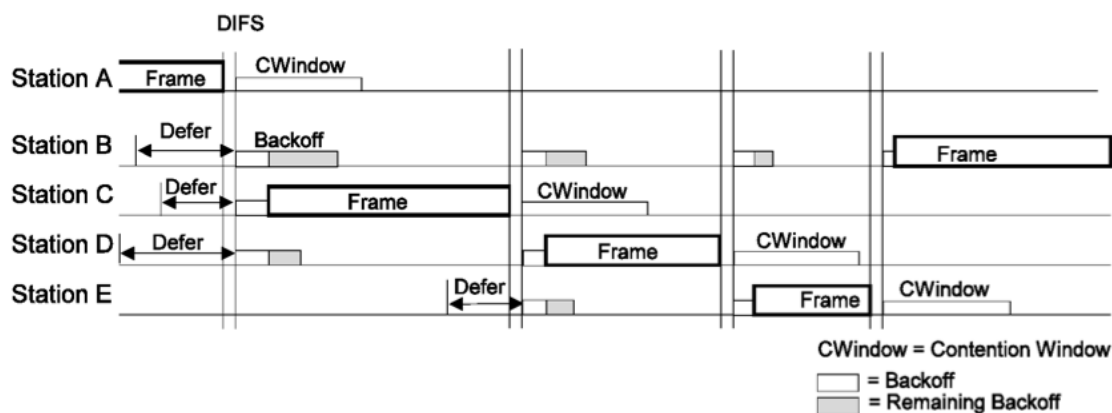 DIFS
Station A
Frame
CWindow
Station B
Defer
Backoff
Frame
Station C
Defer
Frame
CWindow
Station D
Defer
Frame
CWindow
Station E
Defer
Frame
CWindow
CWindow = Contention Window
= Backoff
= Remaining Backoff